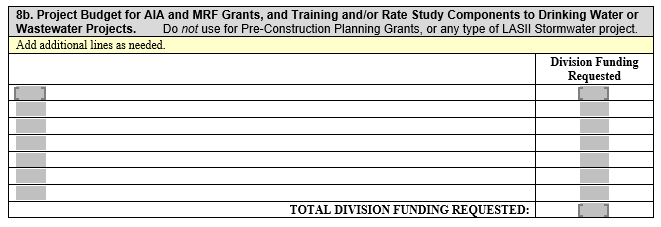 8b. Project Budget for AIA and MRF Grants, and Training and/or Rate Study Components to Drinking Water or
Wastewater Projects. Do not use for Pre-Construction Planning Grants, or any type of LASII Stormwater project.
Add additional lines as needed.
Division Funding
Requested
TOTAL DIVISION FUNDING REQUESTED: